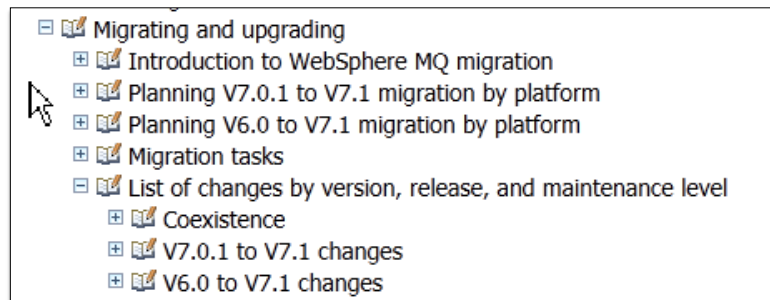 Migrating and upgrading
Introduction to WebSphere MQ migration
Planning V7.0.1 to V7.1 migration by platform
Planning V6.0 to V7.1 migration by platform
Migration tasks
List of changes by version, release, and maintenance level
Coexistence
V7.0.1 to V7.1 changes
V6.0 to V7.1 changes